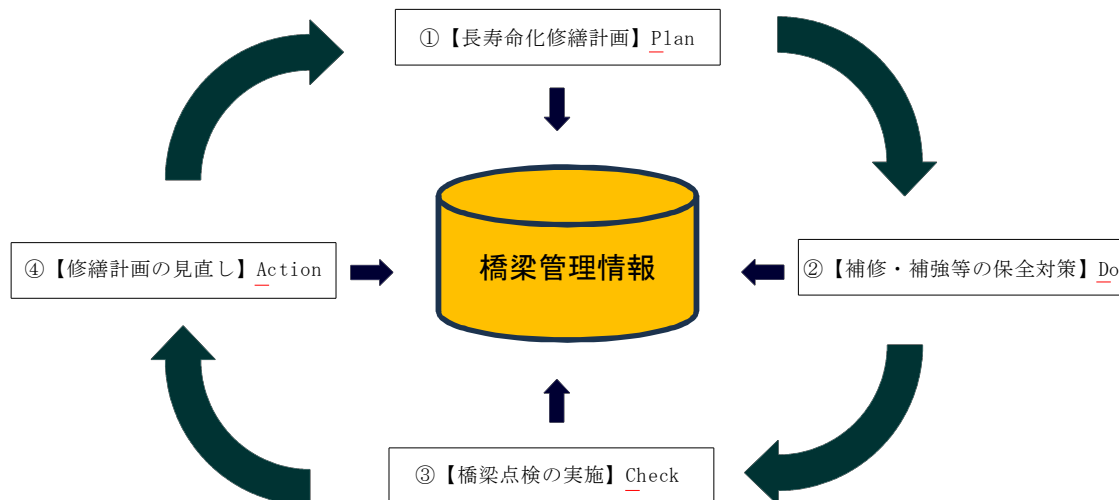 ①【長寿命化修繕計画】Plan
④【修繕計画の見直し】Action
橋梁管理情報
②【補修・補強等の保全対策】Do
③【橋梁点検の実施】Check